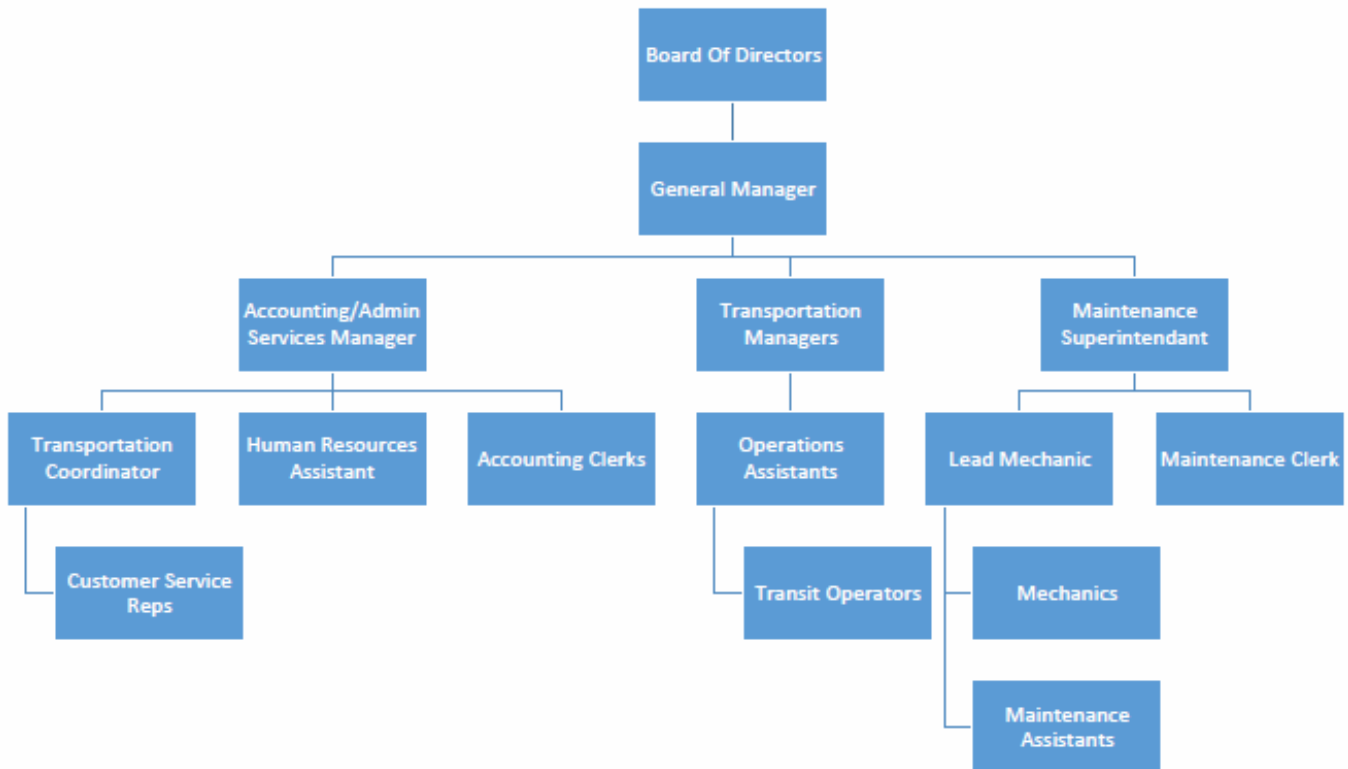 Board Of Directors
General Manager
Accounting/Admin
Services Manager
Transportation
Managers
Maintenance
Superintendant
Transportation
Coordinator
Human Resources
Assistant
Accounting Clerks
Operations
Assistants
Lead Mechanic
Maintenance Clerk
Customer Service
Reps
Transit Operators
Mechanics
Maintenance
Assistants